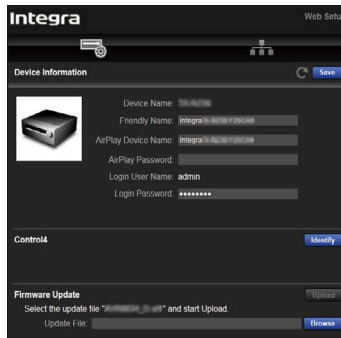 Integra
Web Setu
Device Information
Save
Device Name:
Friendly Name: Integra
AirPlay Device Name: Integra
AirPlay Password:
Login User Name: admin
Login Password: ••••••••
Control4
Identify
Firmware Update
Upload
Select the update file " " and start Upload.
Update File:
Browse